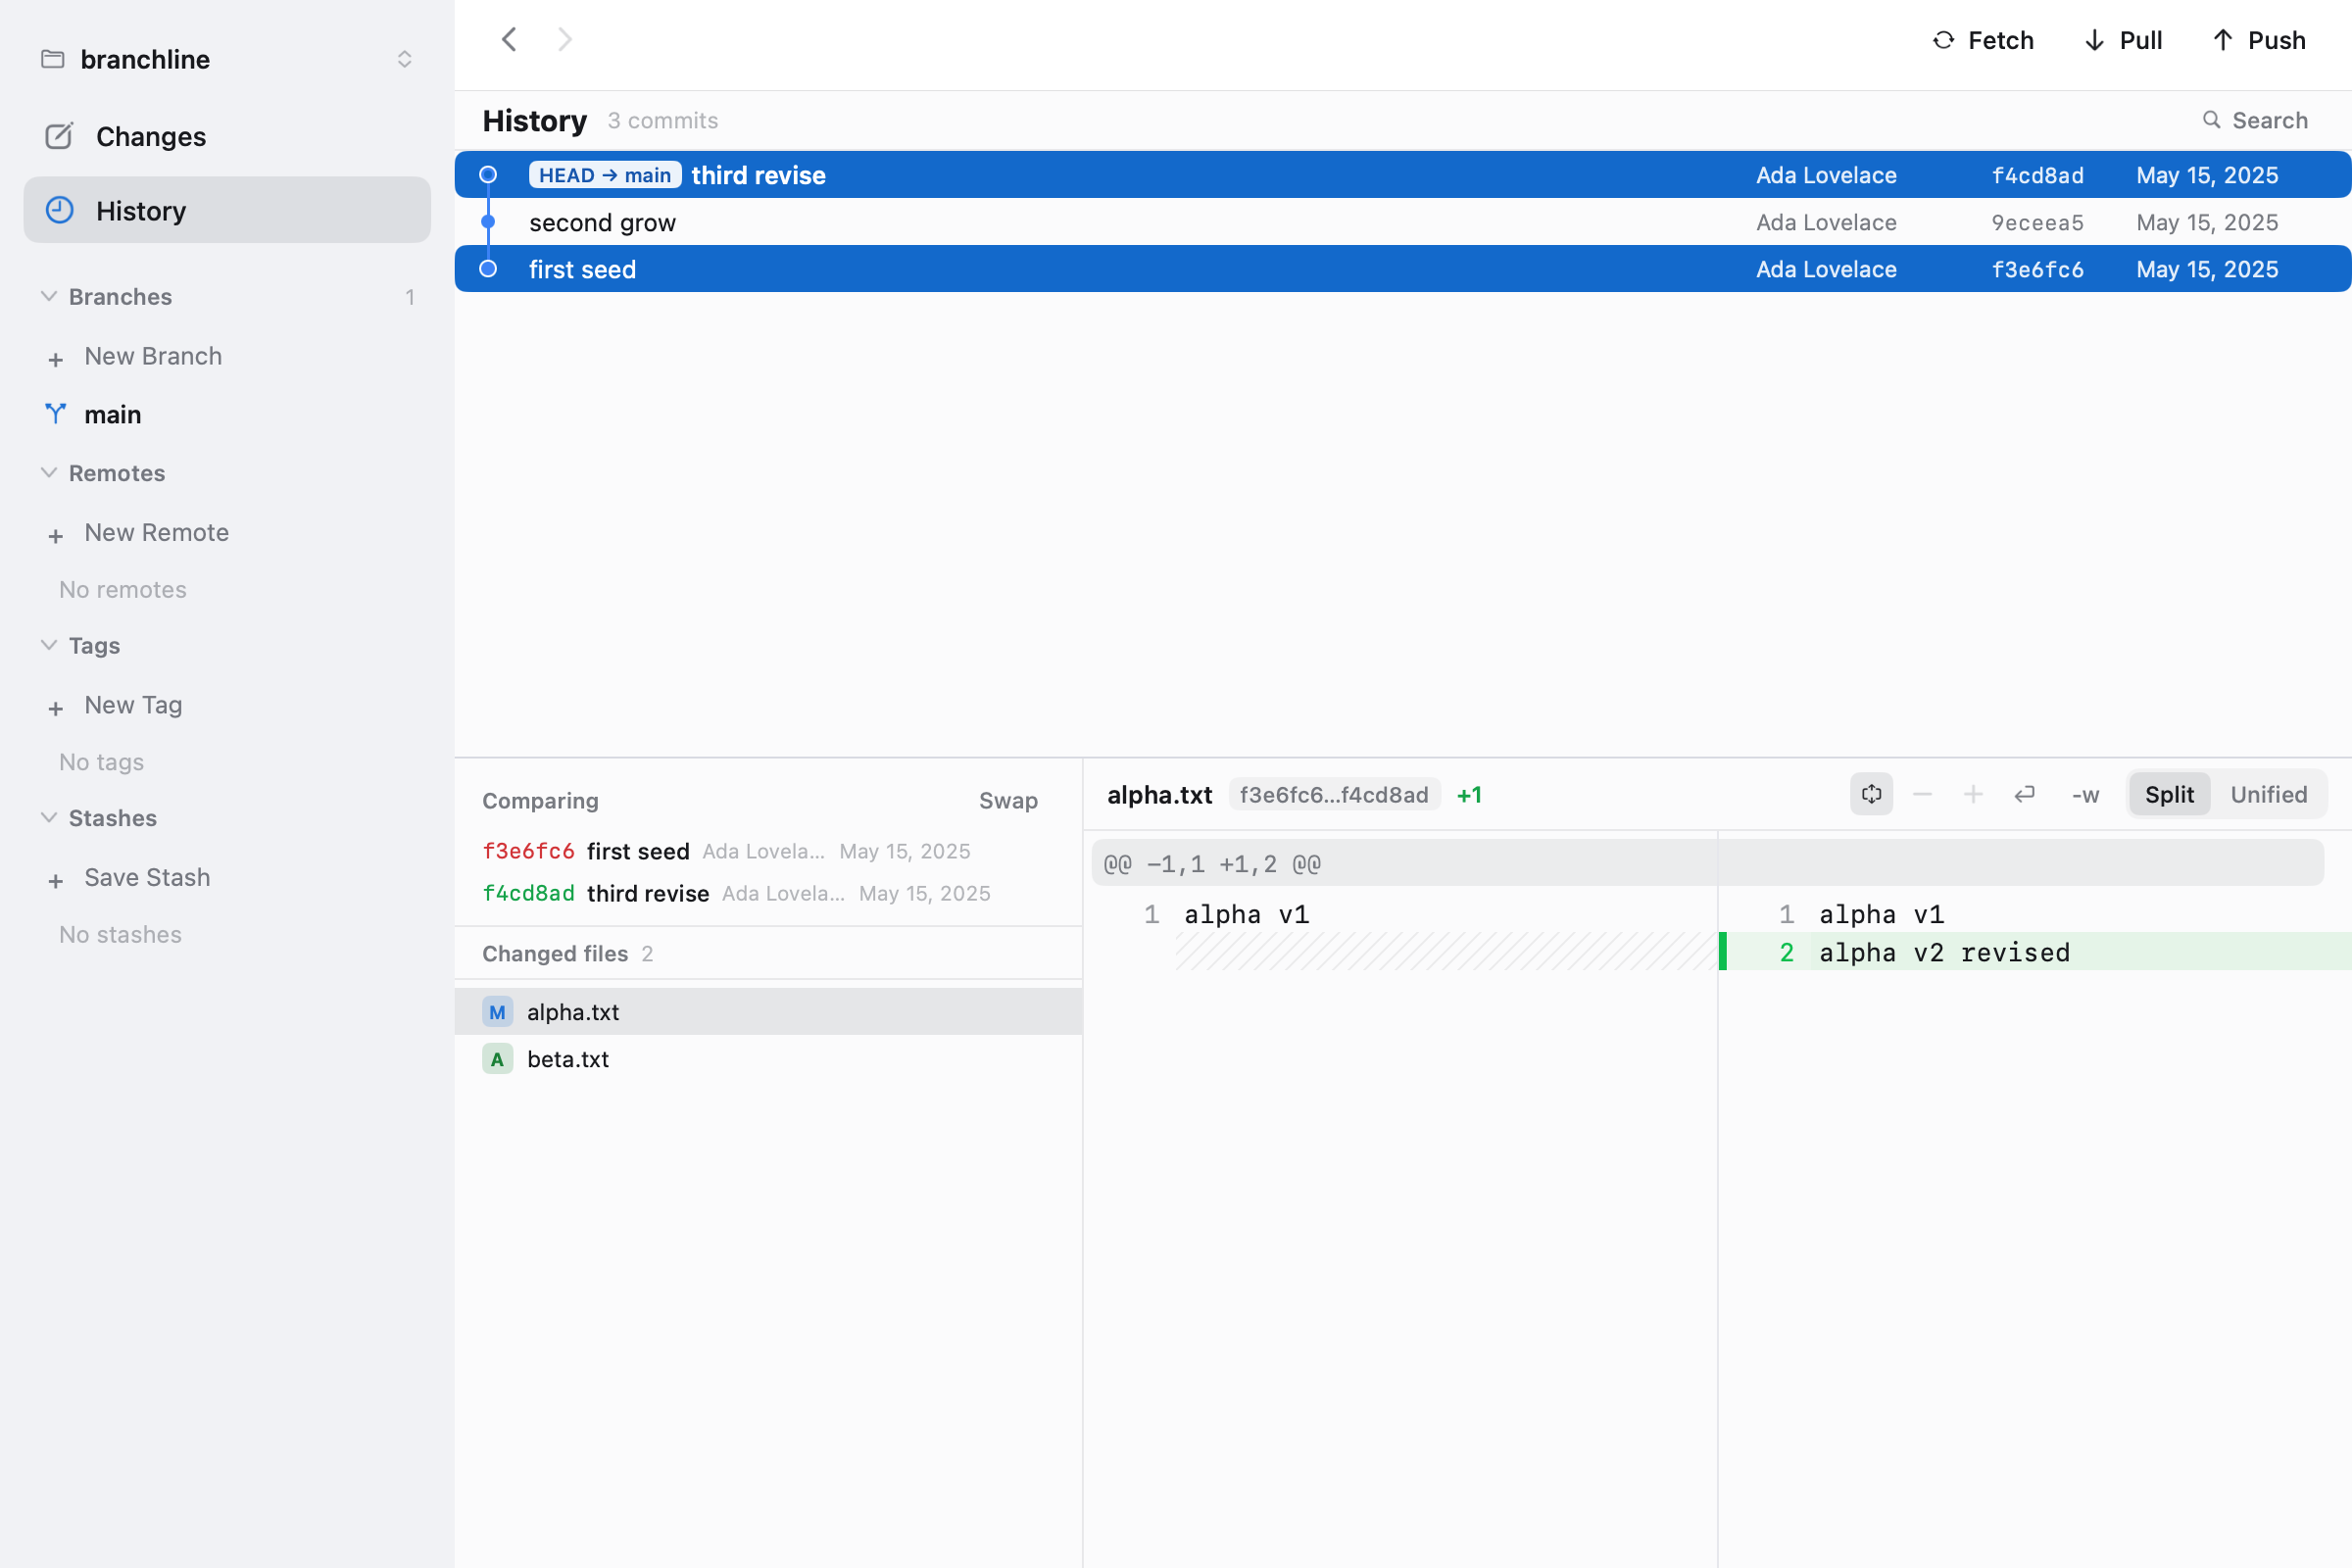 branchline
Changes
History
Branches 1
+ New Branch
main
Remotes
+ New Remote
No remotes
Tags
+ New Tag
No tags
Stashes
+ Save Stash
No stashes
Fetch Pull Push
History 3 commits Search
HEAD → main third revise Ada Lovelace f4cd8ad May 15, 2025
second grow Ada Lovelace 9eceea5 May 15, 2025
first seed Ada Lovelace f3e6fc6 May 15, 2025
Comparing Swap
f3e6fc6 first seed Ada Lovela... May 15, 2025
f4cd8ad third revise Ada Lovela... May 15, 2025
Changed files 2
M alpha.txt
A beta.txt
alpha.txt f3e6fc6...f4cd8ad +1 -w Split Unified
@@ −1,1 +1,2 @@
1 alpha v1
1 alpha v1
2 alpha v2 revised